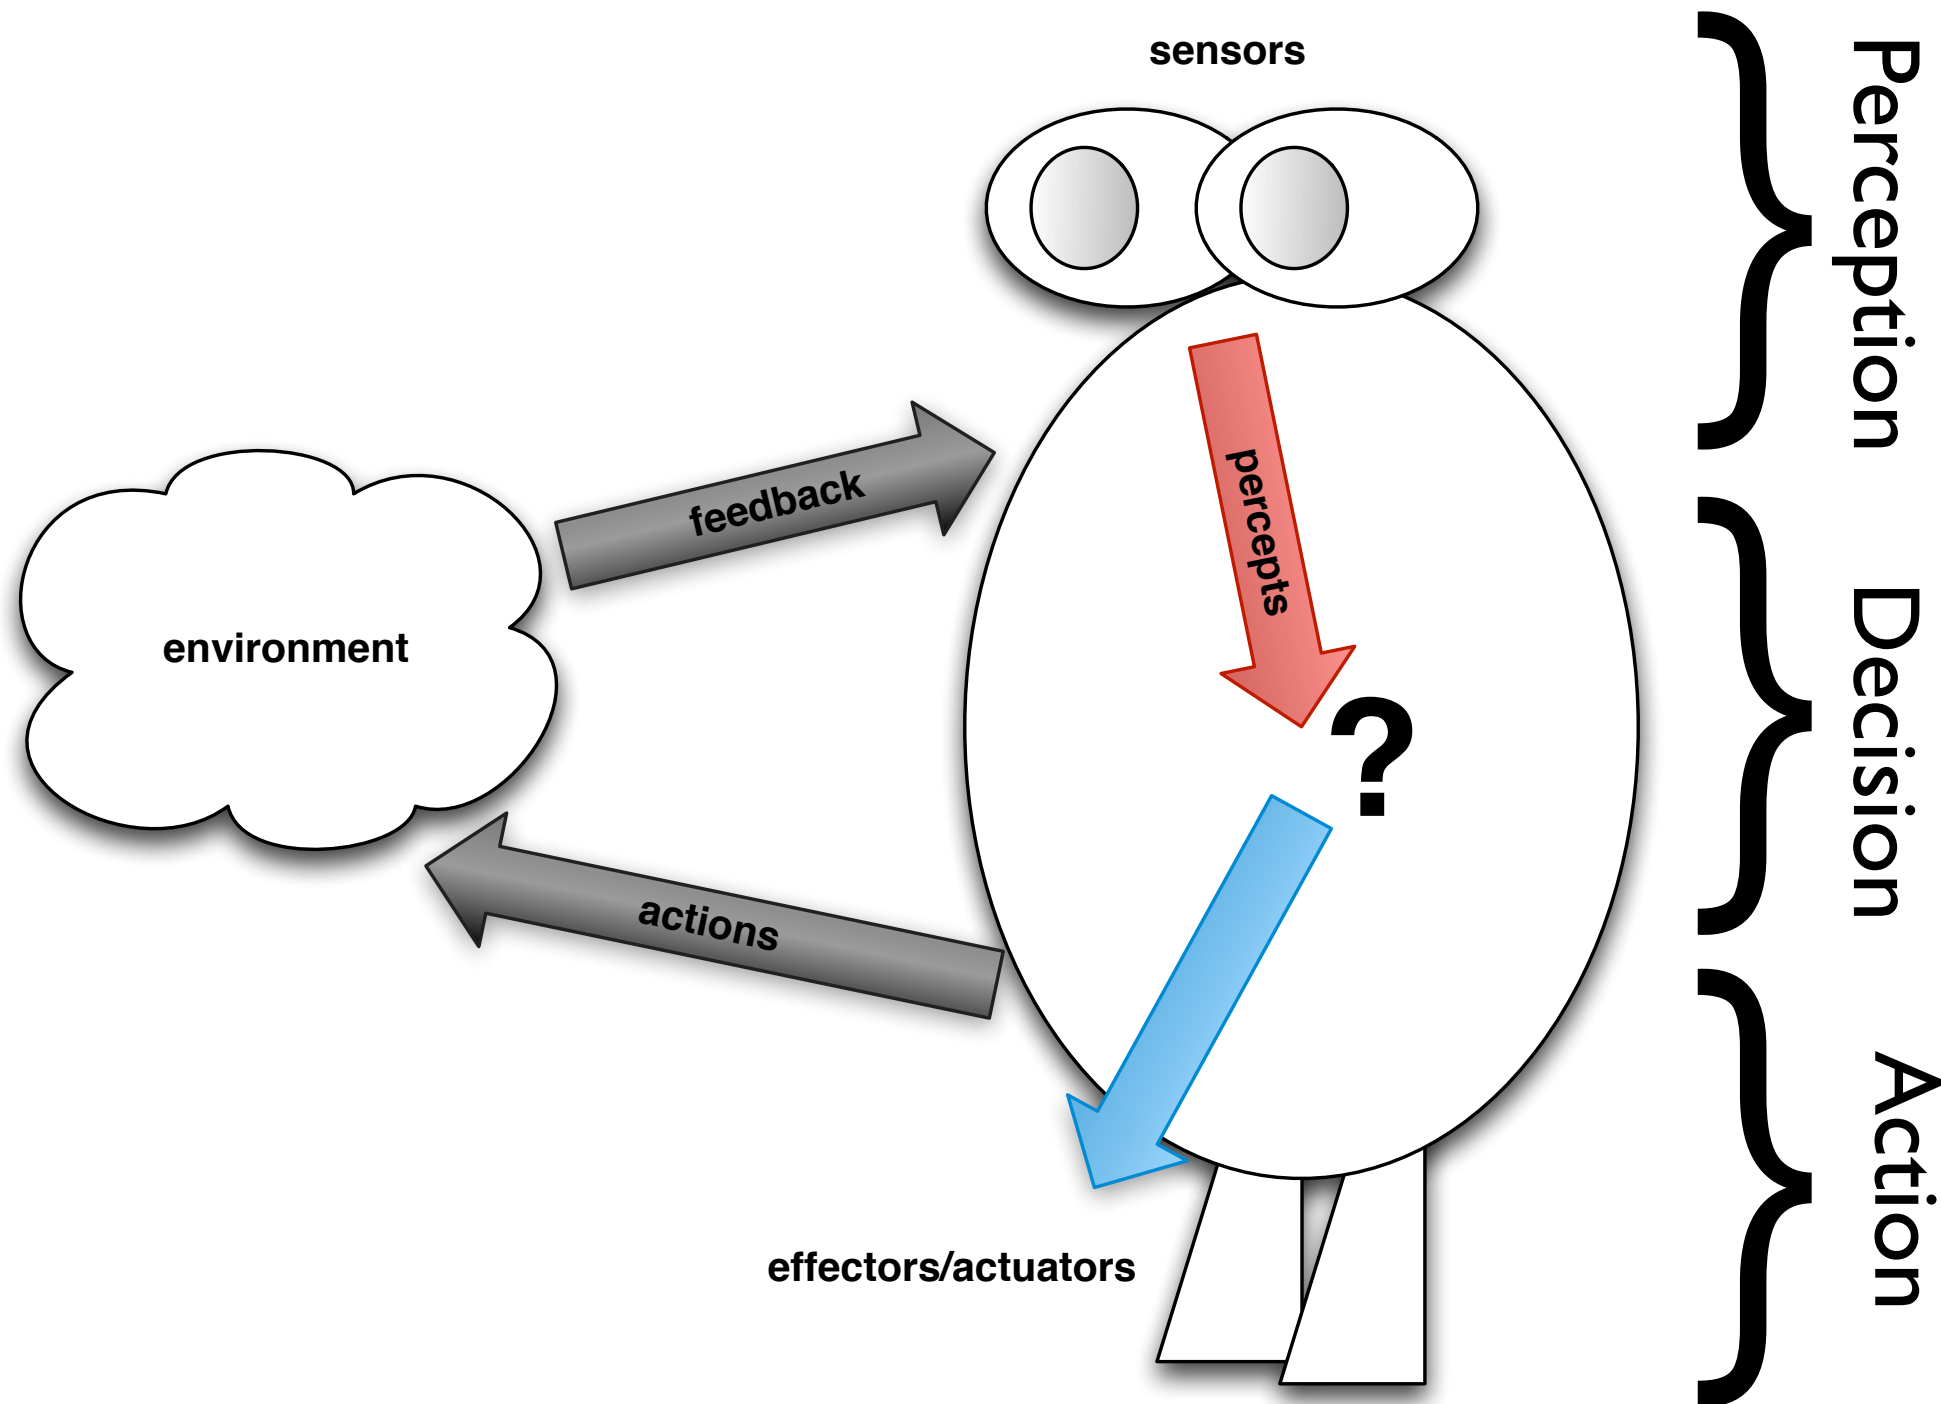 sensors
Perception
feedback
percepts
environment
?
Decision
actions
effectors/actuators
Action